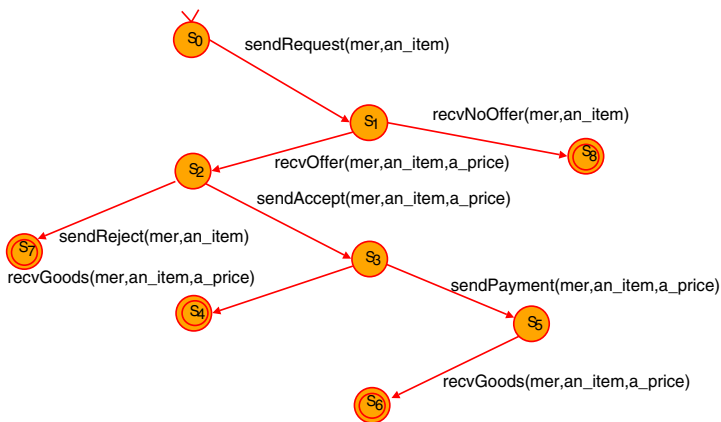 S0
sendRequest(mer,an_item)
recvNoOffer(mer,an_item)
S1
S8
recvOffer(mer,an_item,a_price)
S2
sendAccept(mer,an_item,a_price)
sendReject(mer,an_item)
S7
S3
recvGoods(mer,an_item,a_price)
sendPayment(mer,an_item,a_price)
S4
S5
recvGoods(mer,an_item,a_price)
S6